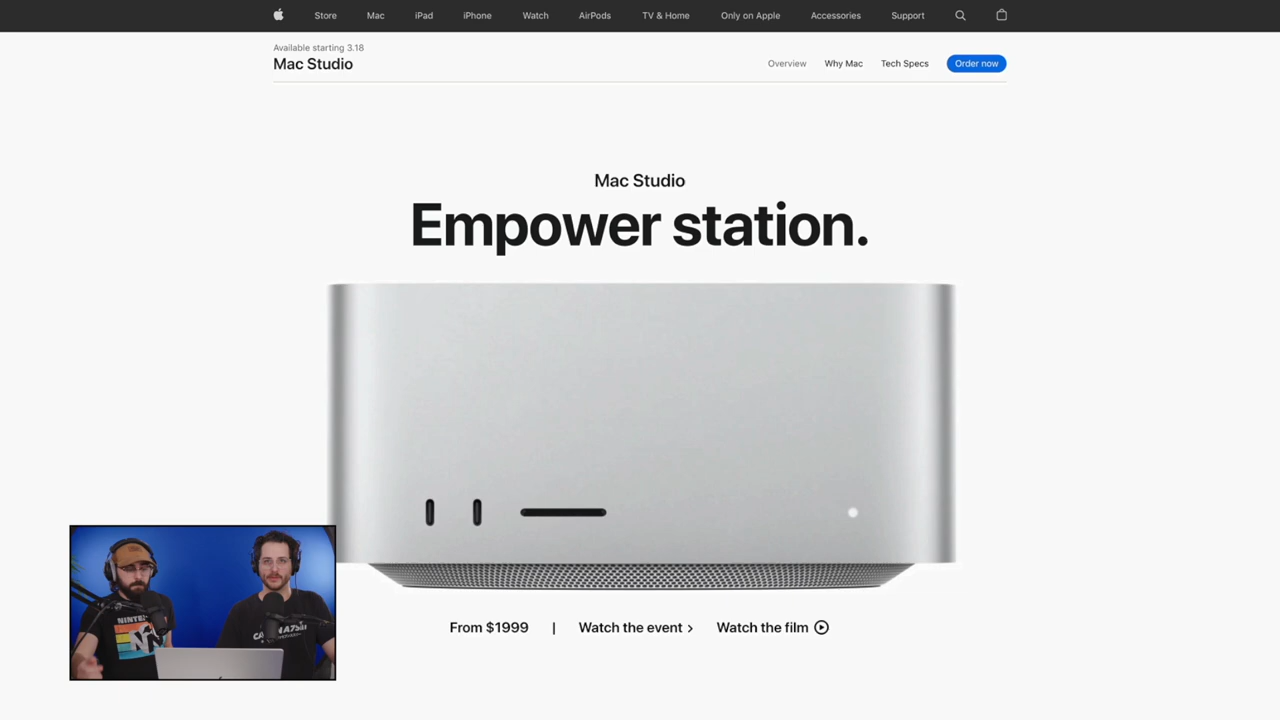 Store Mac iPad iPhone Watch AirPods TV & Home Only on Apple Accessories Support
Available starting 3.18
Mac Studio
Overview Why Mac Tech Specs Order now
Mac Studio
Empower station.
From $1999 | Watch the event > Watch the film